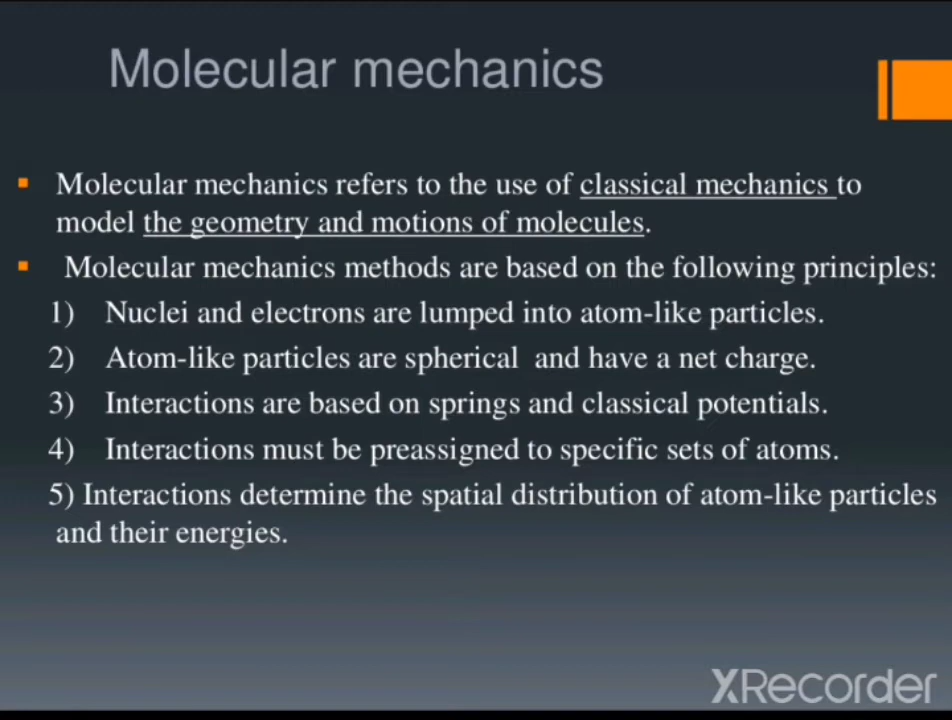 Molecular mechanics
Molecular mechanics refers to the use of classical mechanics to
model the geometry and motions of molecules.
Molecular mechanics methods are based on the following principles:
1) Nuclei and electrons are lumped into atom-like particles.
2) Atom-like particles are spherical and have a net charge.
3) Interactions are based on springs and classical potentials.
4) Interactions must be preassigned to specific sets of atoms.
5) Interactions determine the spatial distribution of atom-like particles
and their energies.
XRecorder